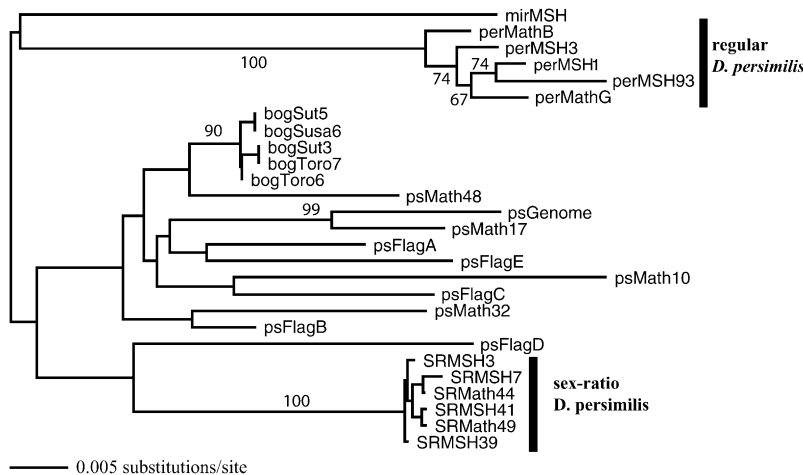 mirMSH
perMathB
perMSH3
74
perMSH1
100
74
perMSH93
67
perMathG
regular
D. persimilis
bogSut5
90
bogSusa6
bogSut3
bogToro7
bogToro6
psMath48
99
psGenome
psMath17
psFlagA
psFlagE
psMath10
psFlagC
psMath32
psFlagB
psFlagD
SRMSH3
SRMSH7
SRMath44
100
SRMSH41
SRMath49
SRMSH39
sex-ratio
D. persimilis
0.005 substitutions/site